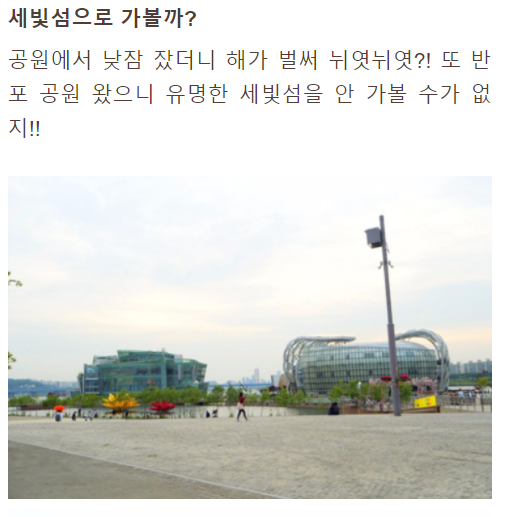 세빛섬으로 가볼까?
공원에서 낮잠 잤더니 해가 벌써 뉘엿뉘엿?! 또 반
포 공원 왔으니 유명한 세빛섬을 안 가볼 수가 없
지!!